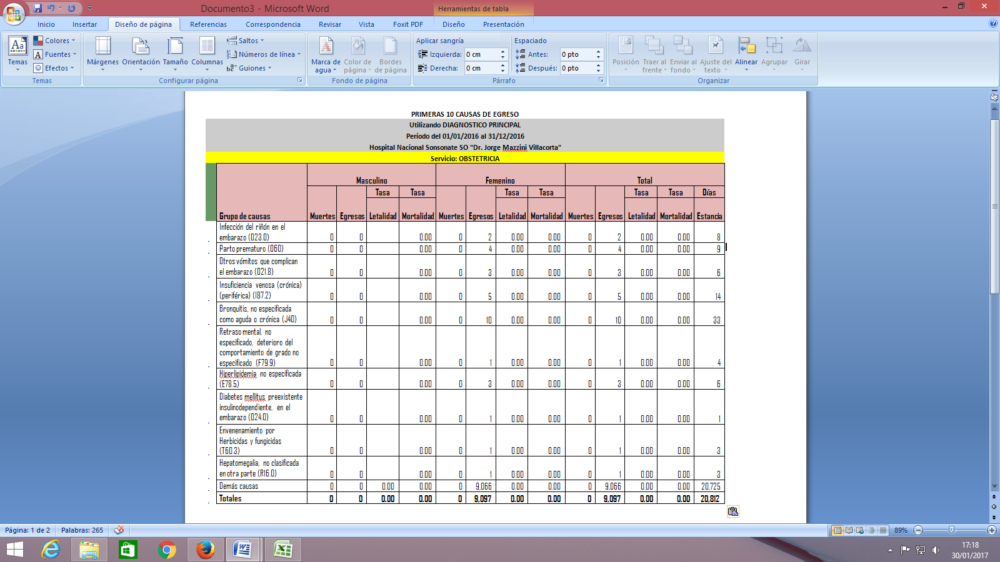 Documento3 - Microsoft Word
Herramientas de tabla
Inicio Insertar Diseño de página Referencias Correspondencia Revisar Vista Foxit PDF Diseño Presentación
Temas
Colores
Fuentes
Efectos
Temas
Márgenes Orientación Tamaño Columnas
Saltos
Números de línea
Guiones
Configurar página
Marca de agua Color de página Bordes de página
Fondo de página
Aplicar sangría
Izquierda: 0 cm
Derecha: 0 cm
Espaciado
Antes: 0 pto
Después: 0 pto
Párrafo
Posición Traer al frente Enviar al fondo Ajuste del texto Alinear Agrupar Girar
Organizar
PRIMERAS 10 CAUSAS DE EGRESO
Utilizando DIAGNOSTICO PRINCIPAL
Período del 01/01/2016 al 31/12/2016
Hospital Nacional Sonsonate SO "Dr. Jorge Mazzini Villacorta"
Servicio: OBSTETRICIA
Masculino Femenino Total
Tasa Tasa Tasa Tasa Tasa Tasa Días
Grupo de causas Muertes Egresos Letalidad Mortalidad Muertes Egresos Letalidad Mortalidad Muertes Egresos Letalidad Mortalidad Estancia
Infección del riñón en el
embarazo (O23.0) 0 0 0.00 0 2 0.00 0.00 0 2 0.00 0.00 8
Parto prematuro (O60) 0 0 0.00 0 4 0.00 0.00 0 4 0.00 0.00 9
Otros vómitos que complican
el embarazo (O21.8) 0 0 0.00 0 3 0.00 0.00 0 3 0.00 0.00 6
Insuficiencia venosa (crónica)
(periférica) (I87.2) 0 0 0.00 0 5 0.00 0.00 0 5 0.00 0.00 14
Bronquitis, no especificada
como aguda o crónica (J40) 0 0 0.00 0 10 0.00 0.00 0 10 0.00 0.00 33
Retraso mental, no
especificado, deterioro del
comportamiento de grado no
especificado (F79.9) 0 0 0.00 0 1 0.00 0.00 0 1 0.00 0.00 4
Hiperlipidemia no especificada
(E78.5) 0 0 0.00 0 3 0.00 0.00 0 3 0.00 0.00 6
Diabetes mellitus preexistente
insulinodependiente, en el
embarazo (O24.0) 0 0 0.00 0 1 0.00 0.00 0 1 0.00 0.00 1
Envenenamiento por
Herbicidas y fungicidas
(T60.3) 0 0 0.00 0 1 0.00 0.00 0 1 0.00 0.00 3
Hepatomegalia, no clasificada
en otra parte (R16.0) 0 0 0.00 0 1 0.00 0.00 0 1 0.00 0.00 3
Demás causas 0 0 0.00 0.00 0 9,066 0.00 0.00 0 9,066 0.00 0.00 20,725
Totales 0 0 0.00 0.00 0 9,097 0.00 0.00 0 9,097 0.00 0.00 20,812
Página: 1 de 2 Palabras: 265 89%
17:18
30/01/2017